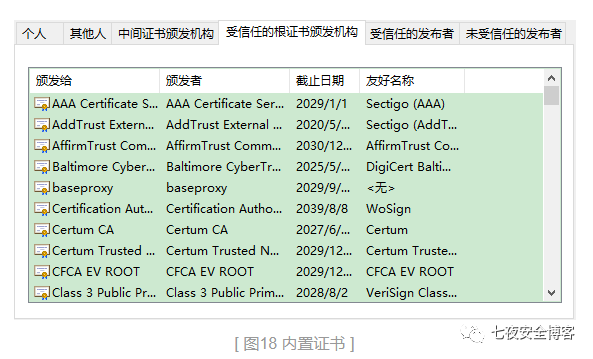 个人 其他人 中间证书颁发机构 受信任的根证书颁发机构 受信任的发布者 未受信任的发布者
颁发给 颁发者 截止日期 友好名称
AAA Certificate S... AAA Certificate Ser... 2029/1/1 Sectigo (AAA)
AddTrust Extern... AddTrust External ... 2020/5/... Sectigo (AddT...
AffirmTrust Com... AffirmTrust Comm... 2030/12... AffirmTrust Co...
Baltimore Cyber... Baltimore CyberTr... 2025/5/... DigiCert Balti...
baseproxy baseproxy 2029/9/... <无>
Certification Aut... Certification Autho... 2039/8/8 WoSign
Certum CA Certum CA 2027/6/... Certum
Certum Trusted ... Certum Trusted N... 2029/12... Certum Truste...
CFCA EV ROOT CFCA EV ROOT 2029/12... CFCA EV ROOT
Class 3 Public Pr... Class 3 Public Prim... 2028/8/2 VeriSign Class...
七夜安全博客
[ 图18 内置证书 ]